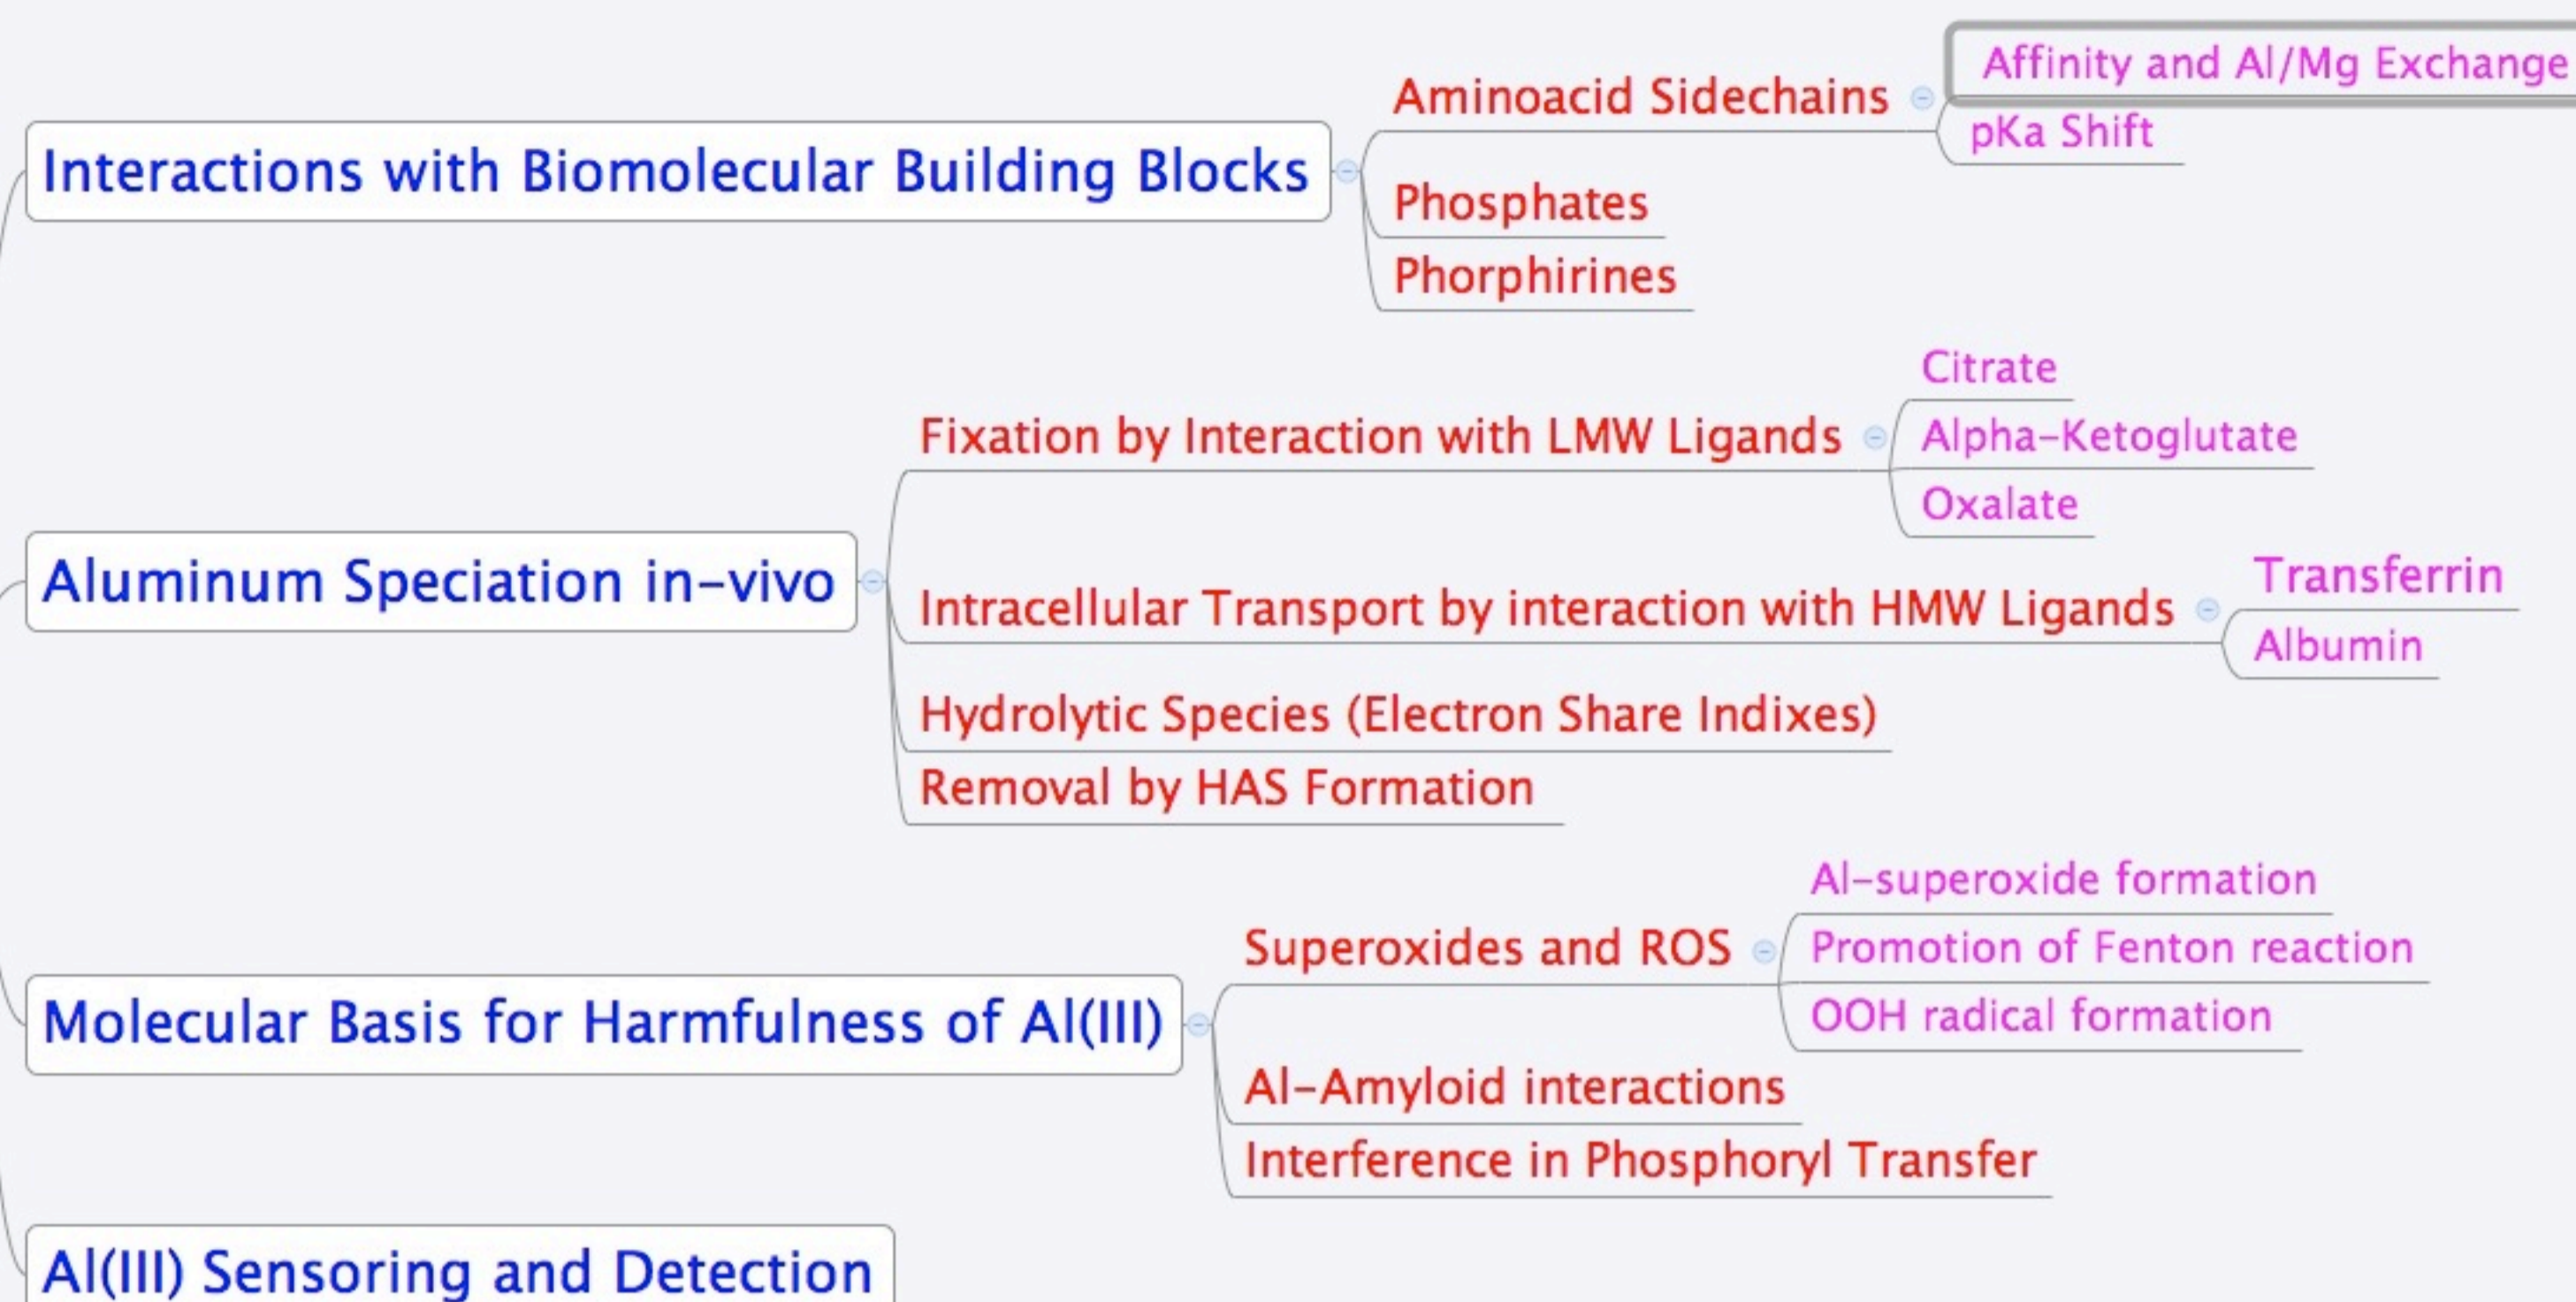 Interactions with Biomolecular Building Blocks
Aminoacid Sidechains
Affinity and Al/Mg Exchange
pKa Shift
Phosphates
Phorphirines
Aluminum Speciation in-vivo
Fixation by Interaction with LMW Ligands
Citrate
Alpha-Ketoglutate
Oxalate
Intracellular Transport by interaction with HMW Ligands
Transferrin
Albumin
Hydrolytic Species (Electron Share Indixes)
Removal by HAS Formation
Molecular Basis for Harmfulness of Al(III)
Superoxides and ROS
Al-superoxide formation
Promotion of Fenton reaction
OOH radical formation
Al-Amyloid interactions
Interference in Phosphoryl Transfer
Al(III) Sensoring and Detection